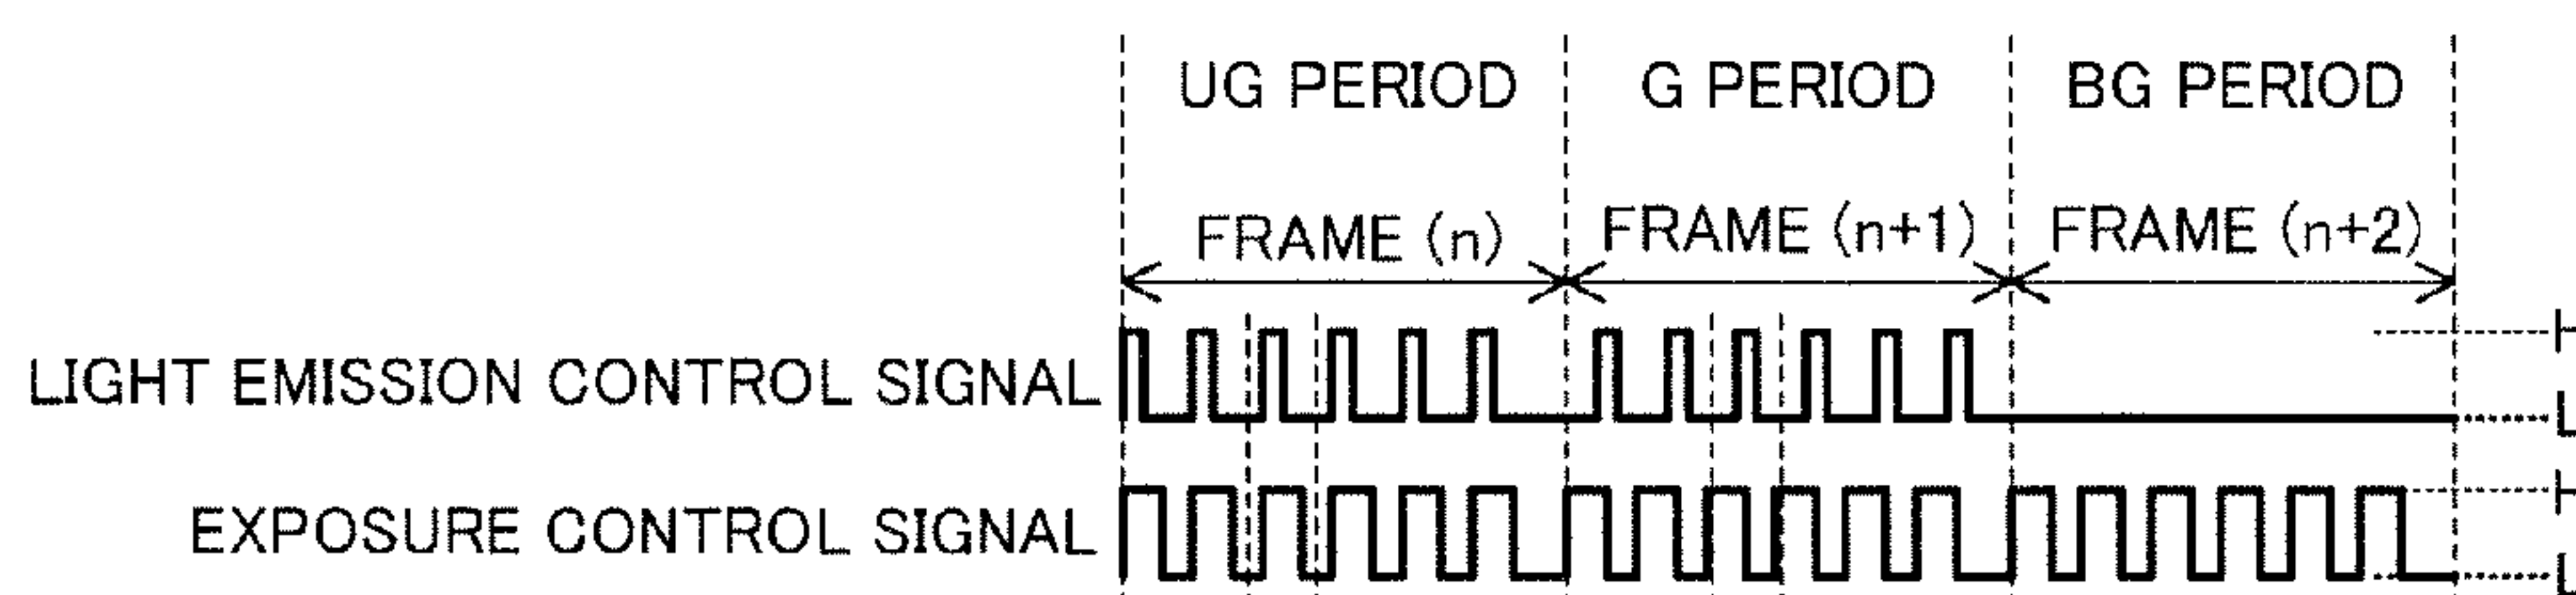 UG PERIOD G PERIOD BG PERIOD
FRAME (n) FRAME (n+1) FRAME (n+2)
LIGHT EMISSION CONTROL SIGNAL
EXPOSURE CONTROL SIGNAL